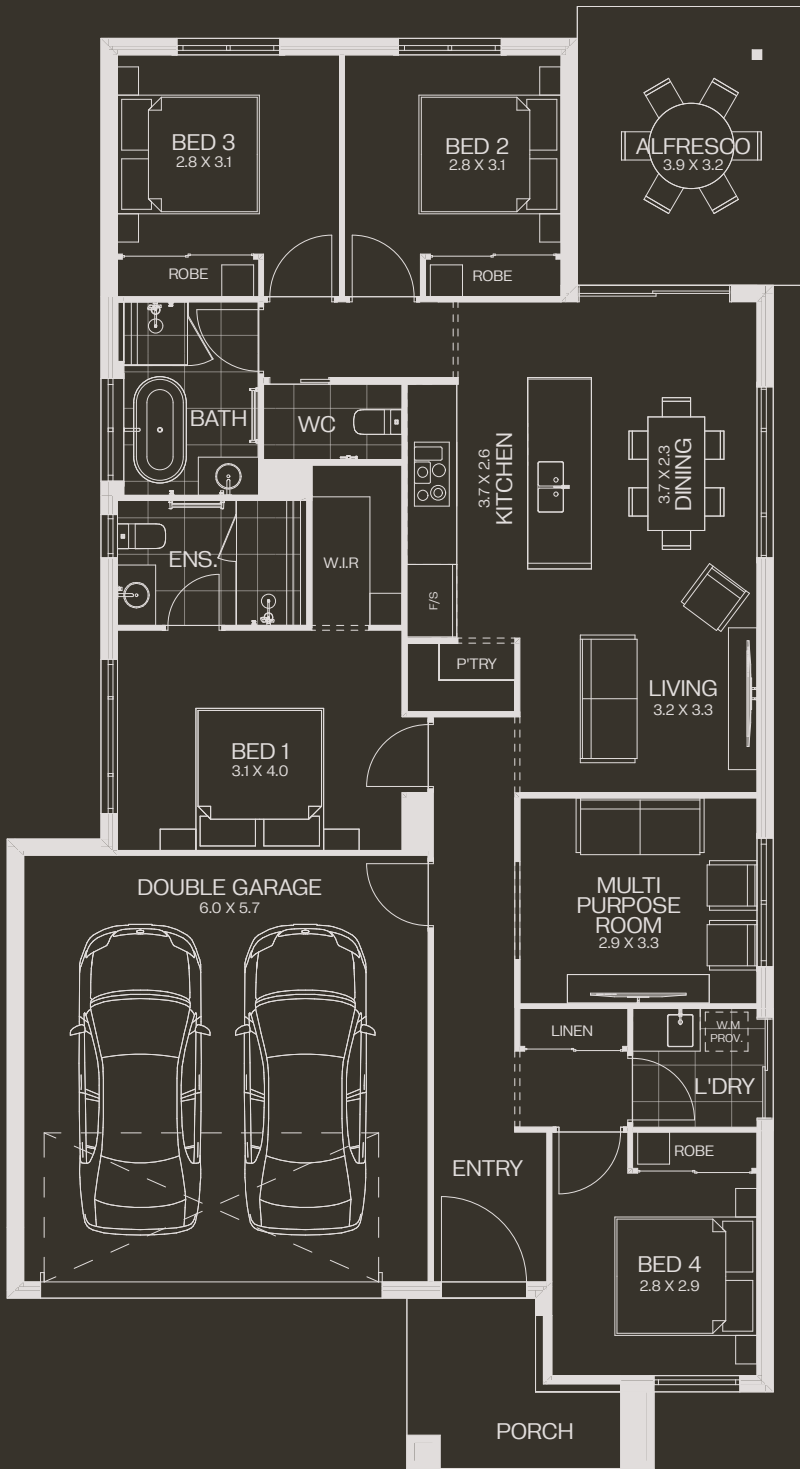 BED 3
2.8 X 3.1
BED 2
2.8 X 3.1
ALFRESCO
3.9 X 3.2
ROBE
ROBE
BATH
WC
3.7 X 2.6
KITCHEN
3.7 X 2.3
DINING
ENS.
W.I.R
F/S
P'TRY
LIVING
3.2 X 3.3
BED 1
3.1 X 4.0
DOUBLE GARAGE
6.0 X 5.7
MULTI
PURPOSE
ROOM
2.9 X 3.3
LINEN
W.M
PROV.
L'DRY
ROBE
ENTRY
BED 4
2.8 X 2.9
PORCH